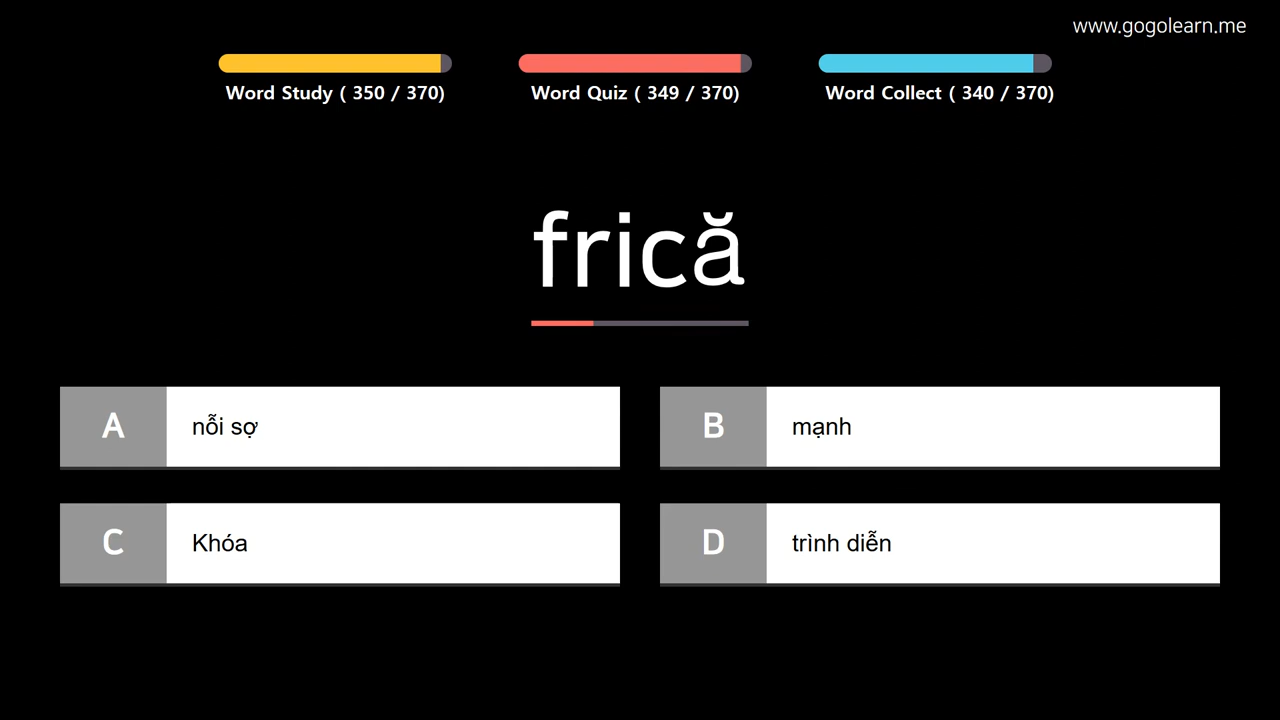 www.gogolearn.me
Word Study ( 350 / 370)
Word Quiz ( 349 / 370)
Word Collect ( 340 / 370)
frică
A nỗi sợ
B mạnh
C Khóa
D trình diễn